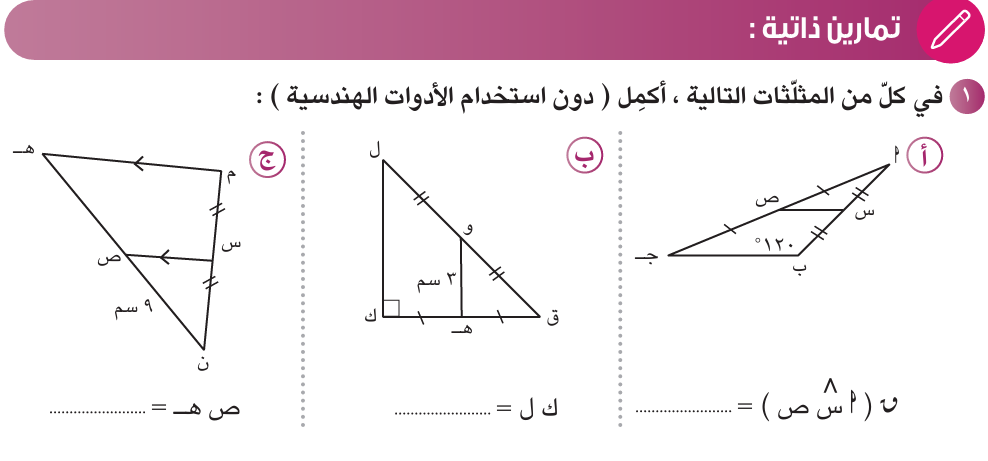 تمارين ذاتية :
١ في كلّ من المثلّثات التالية ، أكمِل ( دون استخدام الأدوات الهندسية ) :
أ
م
س
ص
١٢٠°
ب
جـ
ب
ل
و
٣ سم
ك
هـ
ق
ج
هـ
م
س
ص
٩ سم
ن
ق ( م س^ ص ) = ........................
ك ل = ........................
ص هـ = ........................